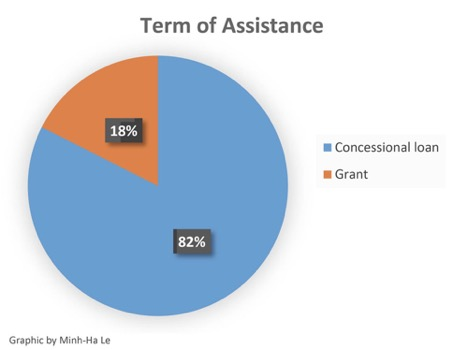 Term of Assistance
18%
82%
Concessional loan
Grant
Graphic by Minh-Ha Le